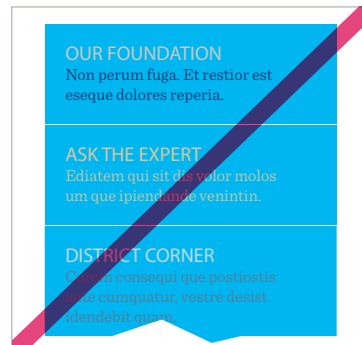 OUR FOUNDATION
Non perum fuga. Et restior est
eseque dolores reperia.
ASK THE EXPERT
Ediatem qui sit dis volor molos
um que ipiendande venintin.
DISTRICT CORNER
consequi que postiostis
cumquatur, vestre desist
idendebit quam.